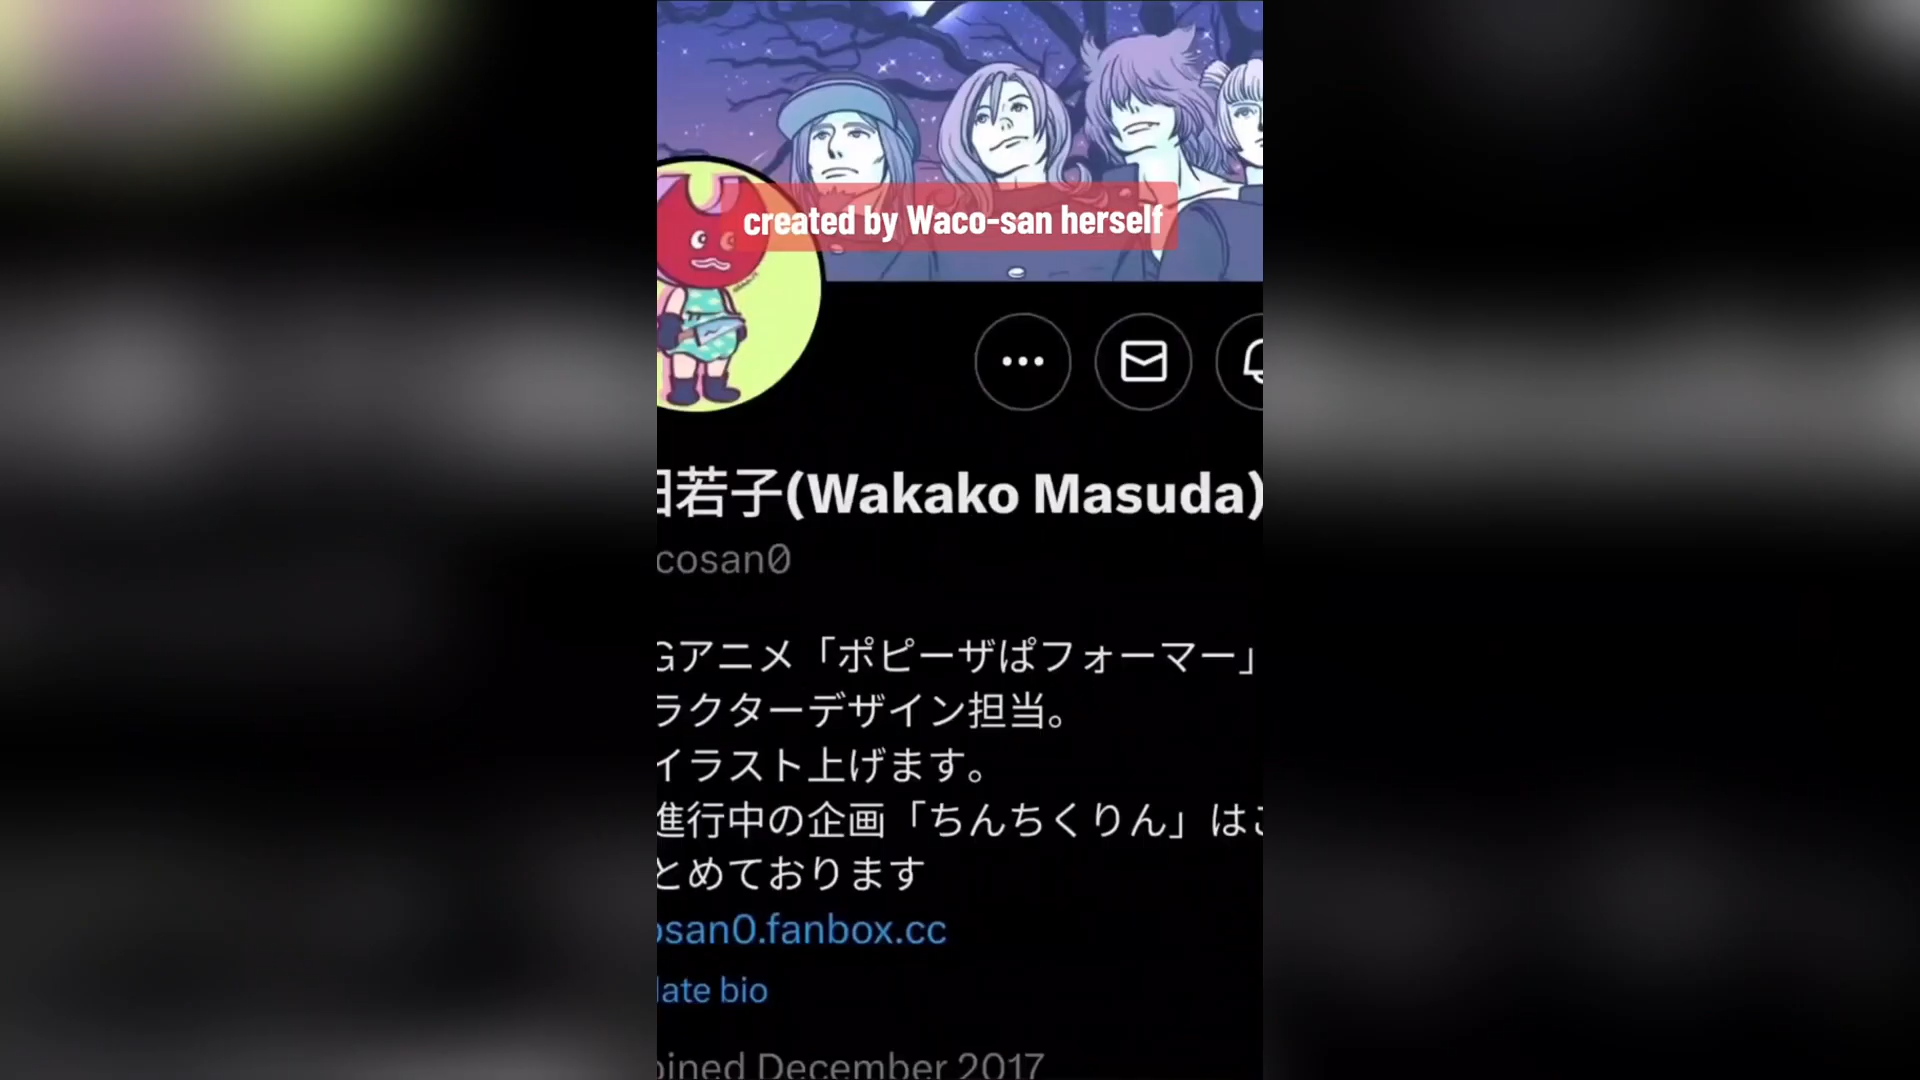 created by Waco-san herself
田若子(Wakako Masuda)
cosan0
Gアニメ「ポピーザぱフォーマー」
ラクターデザイン担当。
イラスト上げます。
進行中の企画「ちんちくりん」はこ
とめております
osan0.fanbox.cc
late bio
oined December 2017